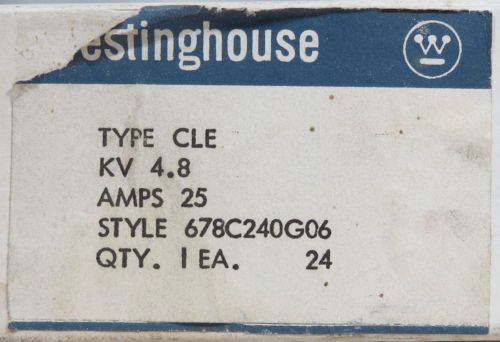 estinghouse W
TYPE CLE
KV 4.8
AMPS 25
STYLE 678C240G06
QTY. 1 EA. 24